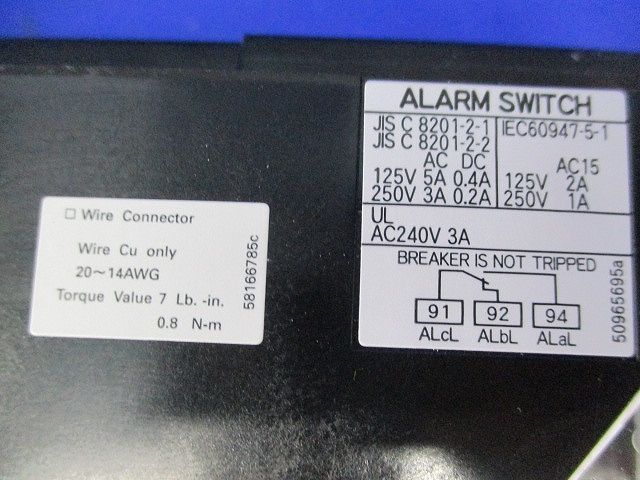 □ Wire Connector
Wire Cu only
20~14AWG
Torque Value 7 Lb.-in.
0.8 N-m
58166785c
ALARM SWITCH
JIS C 8201-2-1
JIS C 8201-2-2
AC DC
125V 5A 0.4A
250V 3A 0.2A
IEC60947-5-1
AC15
125V 2A
250V 1A
UL
AC240V 3A
BREAKER IS NOT TRIPPED
91 92 94
ALcL ALbL ALaL
50965695a